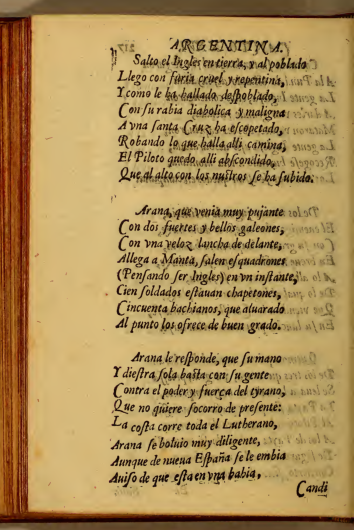 ARGENTINA.
Salto el Ingles en tierra, y al poblado
Llego con furia cruel y repentina,
Y como le ha hallado despoblado,
Con su rabia diabolica y maligna
A vna santa Cruz ha escopetado,
Robando lo que halla alli camina,
El Piloto quedo alli abscondido,
Que al alto con los nustros se ha subido.
Arana, que venia muy pujante
Con dos fuertes y bellos galeones,
Con vna veloz lancha de delante,
Allega a Manta, salen esquadrones
(Pensando ser Ingles) en vn instante,
Cien soldados estauan chapetones,
Cincuenta bachianos, que aluarado
Al punto los ofrece de buen grado.
Arana le responde, que su mano
Y diestra sola basta con su gente
Contra el poder y fuerça del tyrano,
Que no quiere socorro de presente:
La costa corre toda el Lutherano,
Arana se boluio muy diligente,
Aunque de nueua España se le embia
Auiso de que esta en vna bahia,
Candi